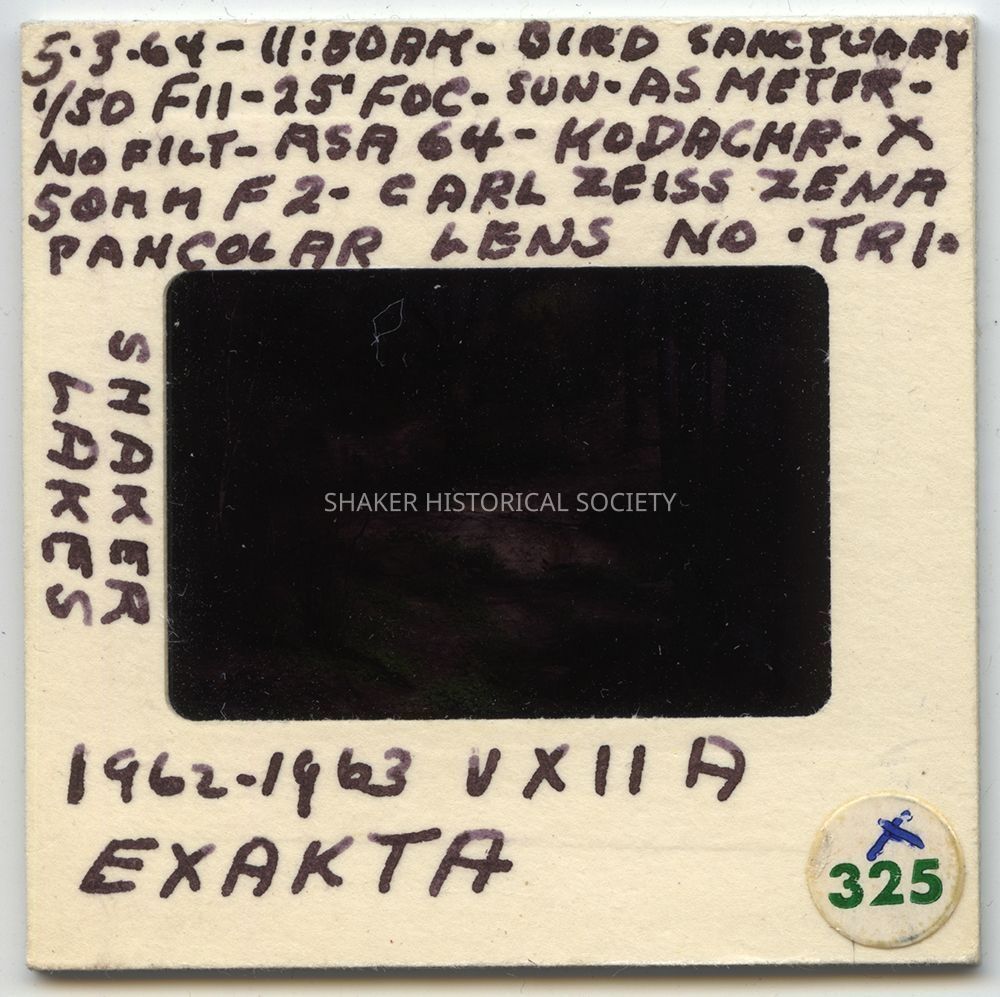 5·3·64-11:50AM-BIRD SANCTUARY
1/50 F11-25' FOC-SUN-AS METER-
NO FILT-ASA 64-KODACHR-X
50MM F2-CARL ZEISS ZENA
PANCOLAR LENS NO·TRI·
SHAKER
LAKES
SHAKER HISTORICAL SOCIETY
1962-1963 VXIIA
EXAKTA
X
325